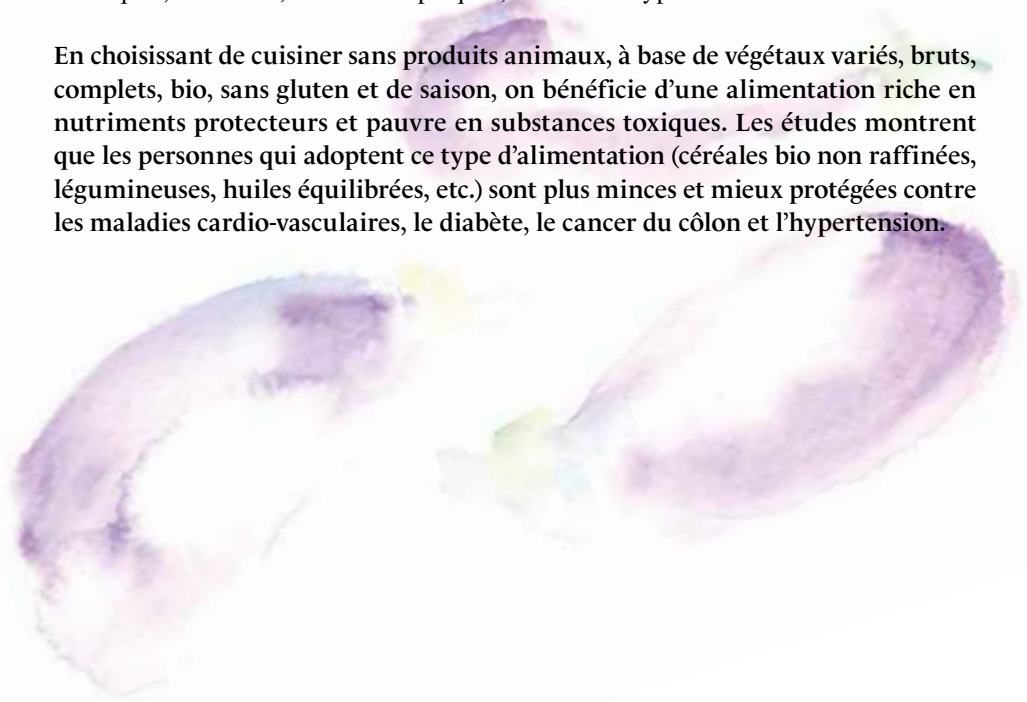 En choisissant de cuisiner sans produits animaux, à base de végétaux variés, bruts,
complets, bio, sans gluten et de saison, on bénéficie d’une alimentation riche en
nutriments protecteurs et pauvre en substances toxiques. Les études montrent
que les personnes qui adoptent ce type d’alimentation (céréales bio non raffinées,
légumineuses, huiles équilibrées, etc.) sont plus minces et mieux protégées contre
les maladies cardio-vasculaires, le diabète, le cancer du côlon et l’hypertension.